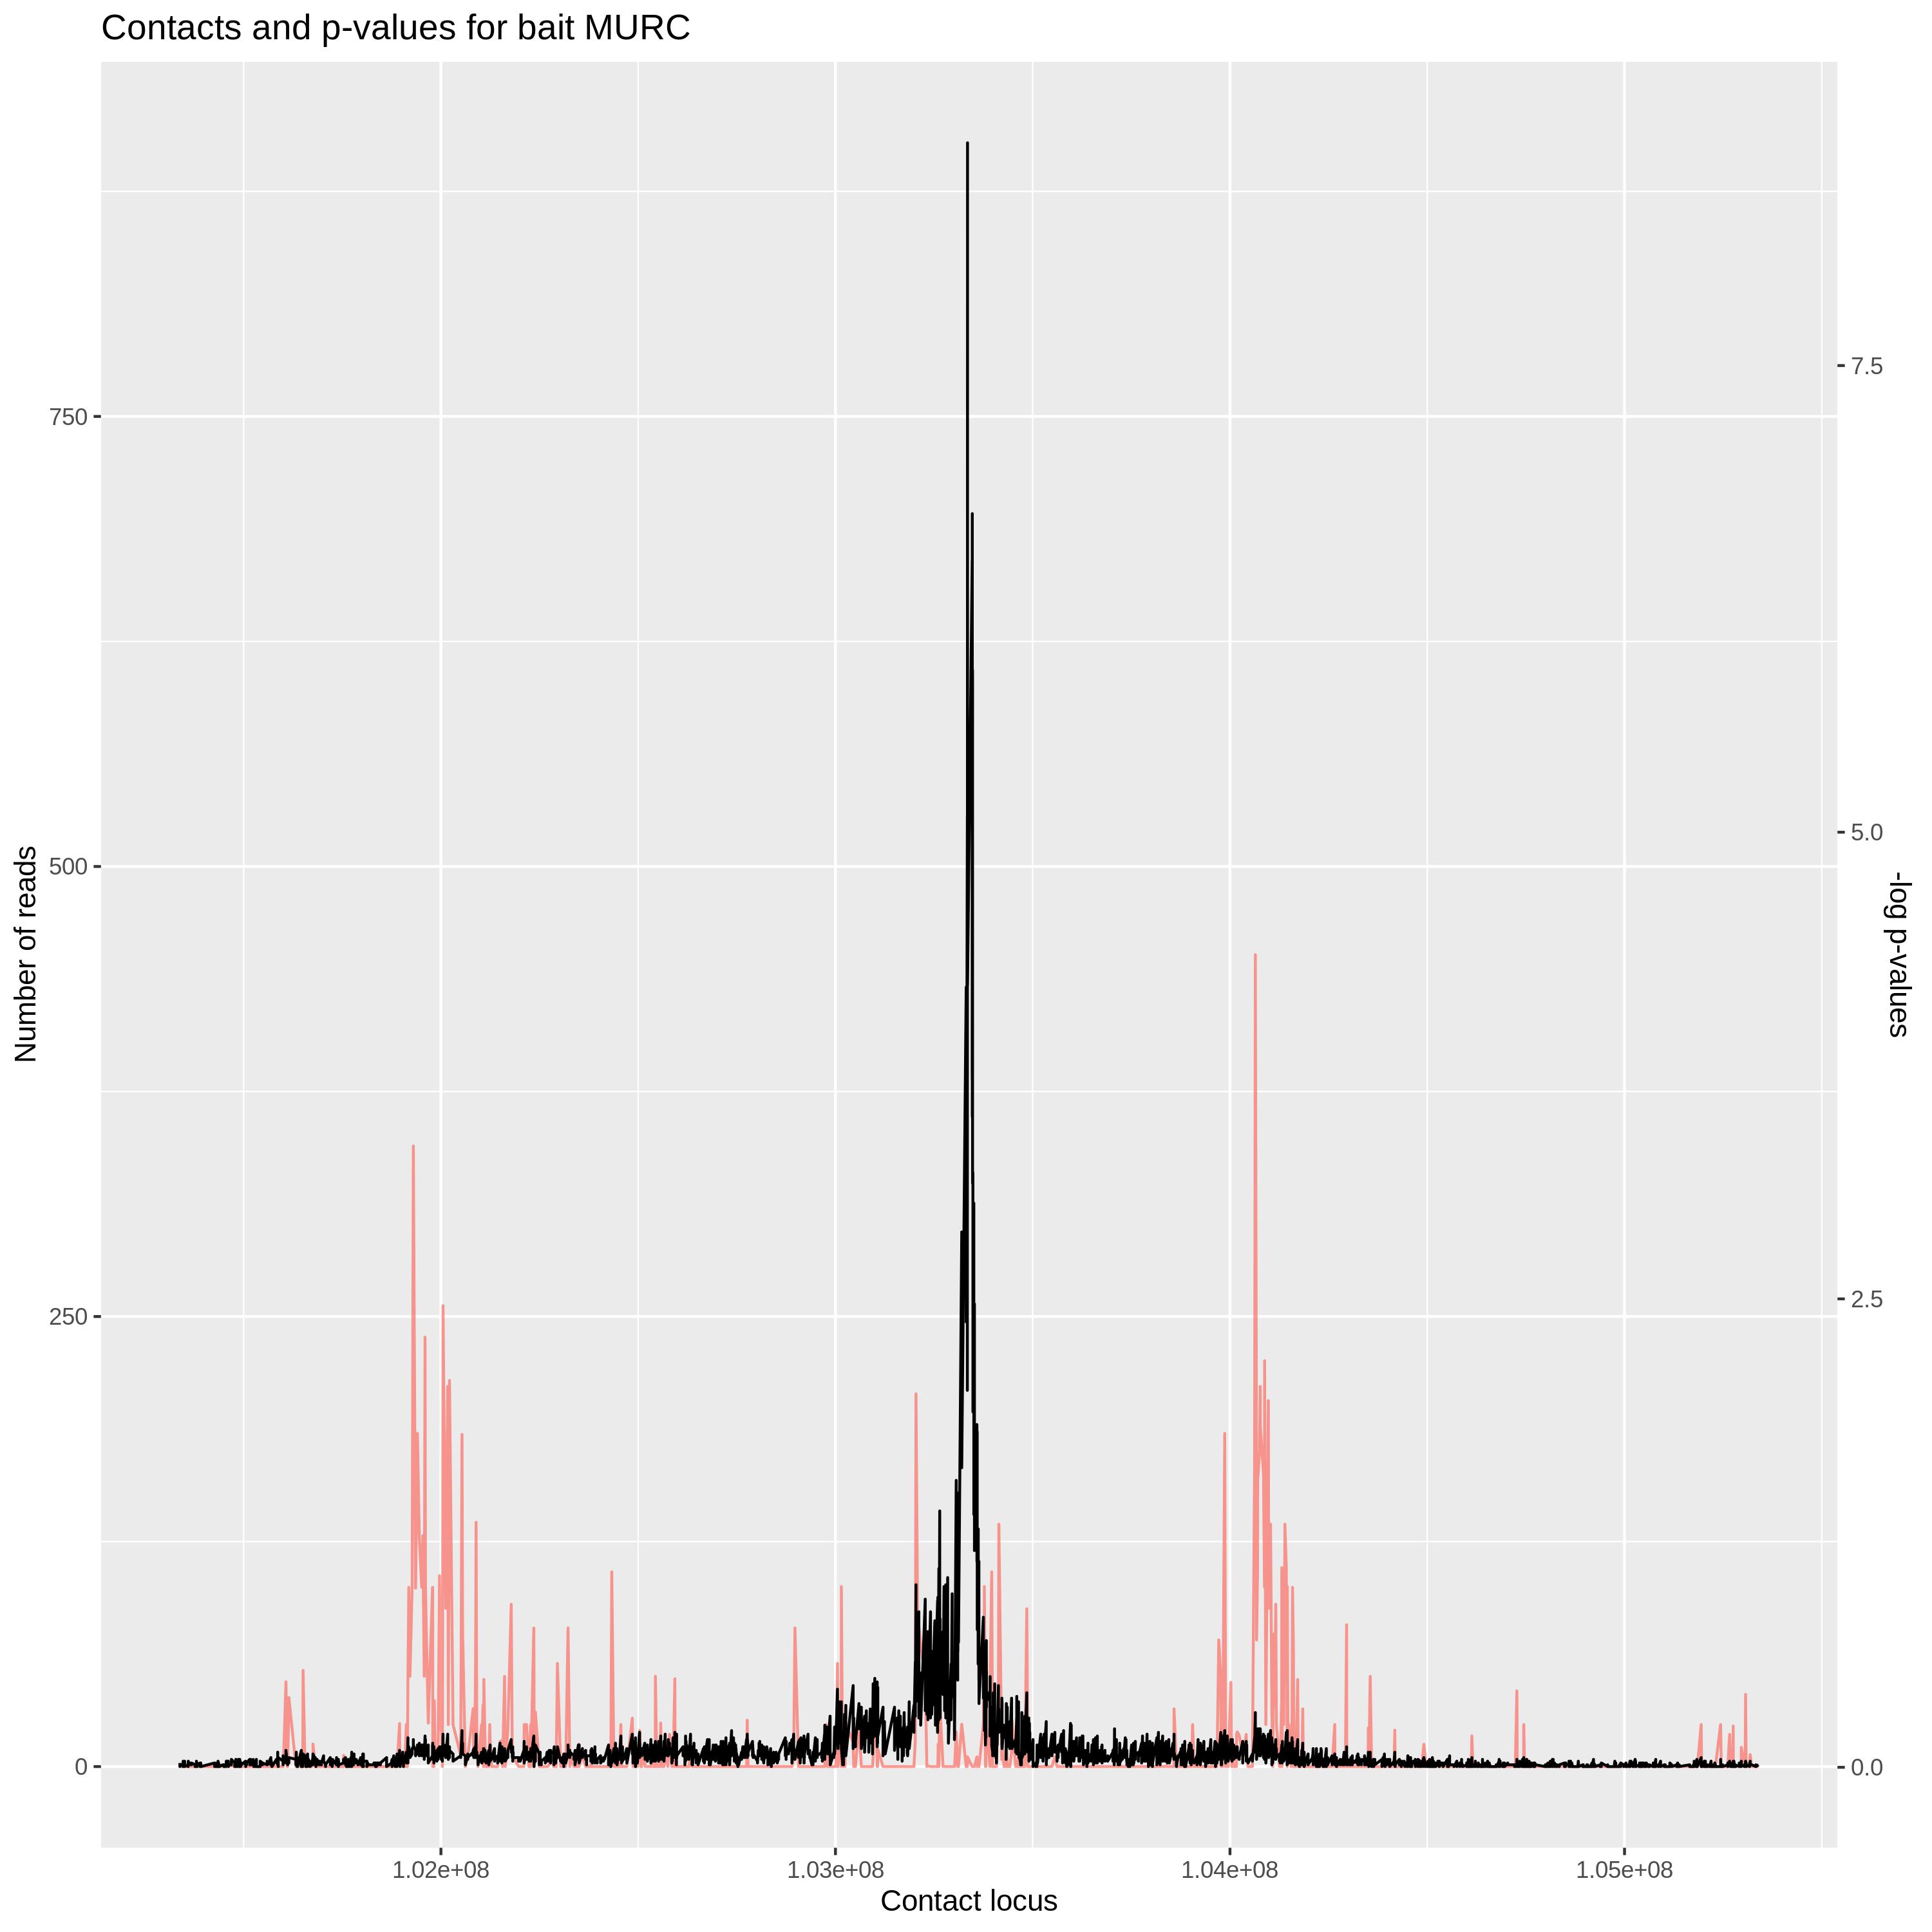 Contacts and p-values for bait MURC
Number of reads
750
500
250
0
7.5
5.0
2.5
0.0
-log p-values
1.02e+08
1.03e+08
1.04e+08
1.05e+08
Contact locus